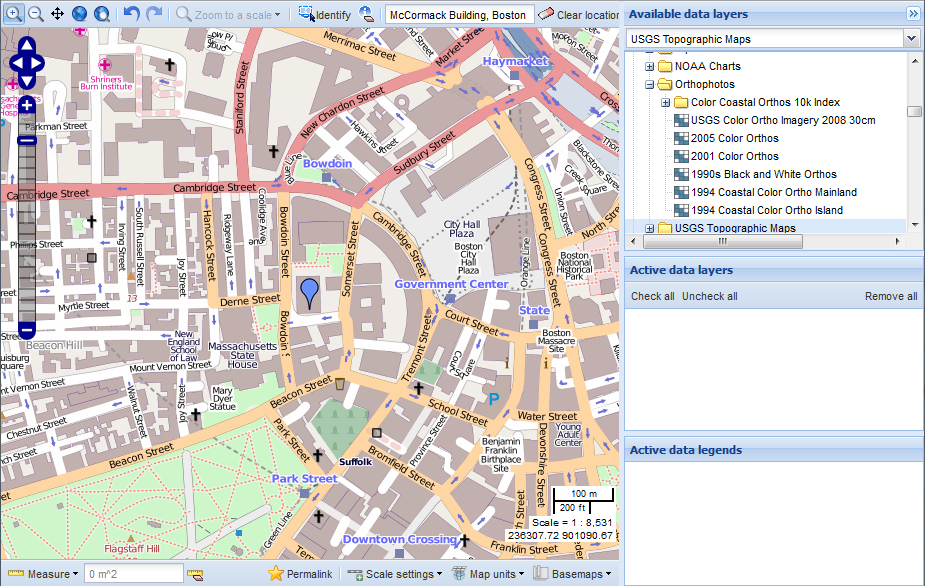 Zoom to a scale
Identify
McCormack Building, Boston
Clear location
Available data layers
USGS Topographic Maps
NOAA Charts
Orthophotos
Color Coastal Orthos 10k Index
USGS Color Ortho Imagery 2008 30cm
2005 Color Orthos
2001 Color Orthos
1990s Black and White Orthos
1994 Coastal Color Ortho Mainland
1994 Coastal Color Ortho Island
USGS Topographic Maps
Active data layers
Check all
Uncheck all
Remove all
Active data legends
Merrimac Street
Market Street
Haymarket
Shriners
Burn Institute
Staniford Street
New Chardon Street
Hawkins Street
Sudbury Street
Parkman Street
Blue Line
Bowdoin
Blackstone Street
Creek Square
Congress Street
Union Street
North Street
Cambridge Street
Cambridge Street
Cambridge Street
Coolidge Avenue
City Hall
Plaza
Boston
City Hall
Plaza
Orange Line
Congress Street
Boston
National
Historical
Park
Irving Street
South Russell Street
Joy Street
Hancock Street
Ridgeway Lane
Bowdoin Street
Somerset Street
Phillips Street
13
Myrtle Street
Derne Street
Government Center
State
Court Street
Boston
Massacre
Site
Beacon Hill
New
England
School
of Law
Massachusetts
State
House
Tremont Street
Mount Vernon Street
Walnut Street
Joy Street
Mary
Dyer
Statue
Beacon Street
Chestnut Street
Beacon Street
Park Street
School Street
Water Street
Province Street
Devonshire Street
Young
Adult
Center
Benjamin
Franklin
Birthplace
Site
Suffolk
Bromfield Street
Park Street
Green Line
Flagstaff Hill
Downtown Crossing
Franklin Street
100 m
200 ft
Scale = 1 : 8,531
236307.72 901090.67
Measure
0 m^2
Permalink
Scale settings
Map units
Basemaps